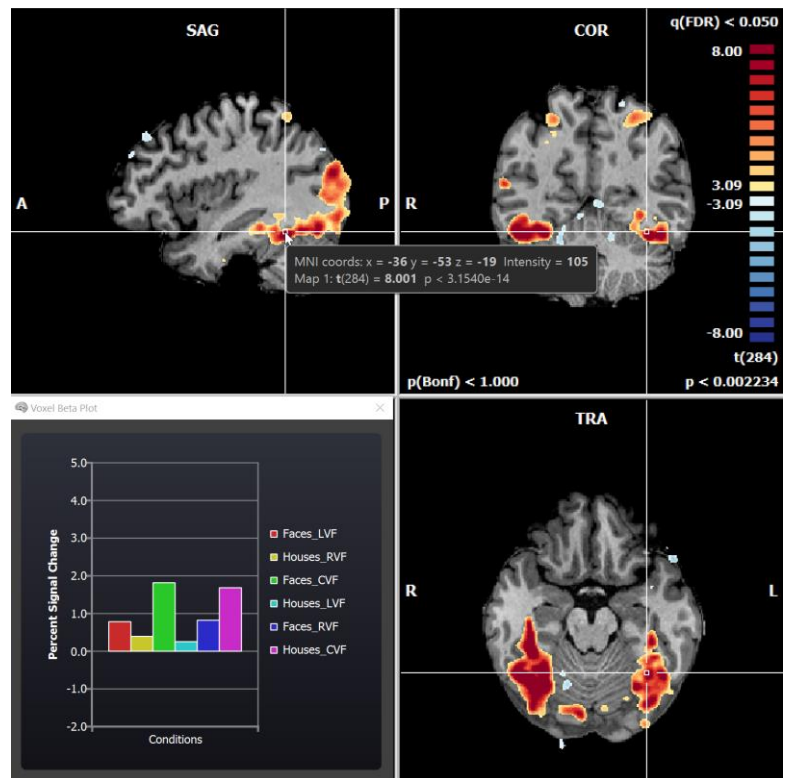 SAG
A
P
MNI coords: x = -36 y = -53 z = -19 Intensity = 105
Map 1: t(284) = 8.001 p < 3.1540e-14
COR
q(FDR) < 0.050
8.00
3.09
-3.09
-8.00
t(284)
R
p(Bonf) < 1.000
p < 0.002234
Voxel Beta Plot
5.0
4.0
3.0
2.0
1.0
0.0
-1.0
-2.0
Percent Signal Change
Conditions
Faces_LVF
Houses_RVF
Faces_CVF
Houses_LVF
Faces_RVF
Houses_CVF
TRA
R
L